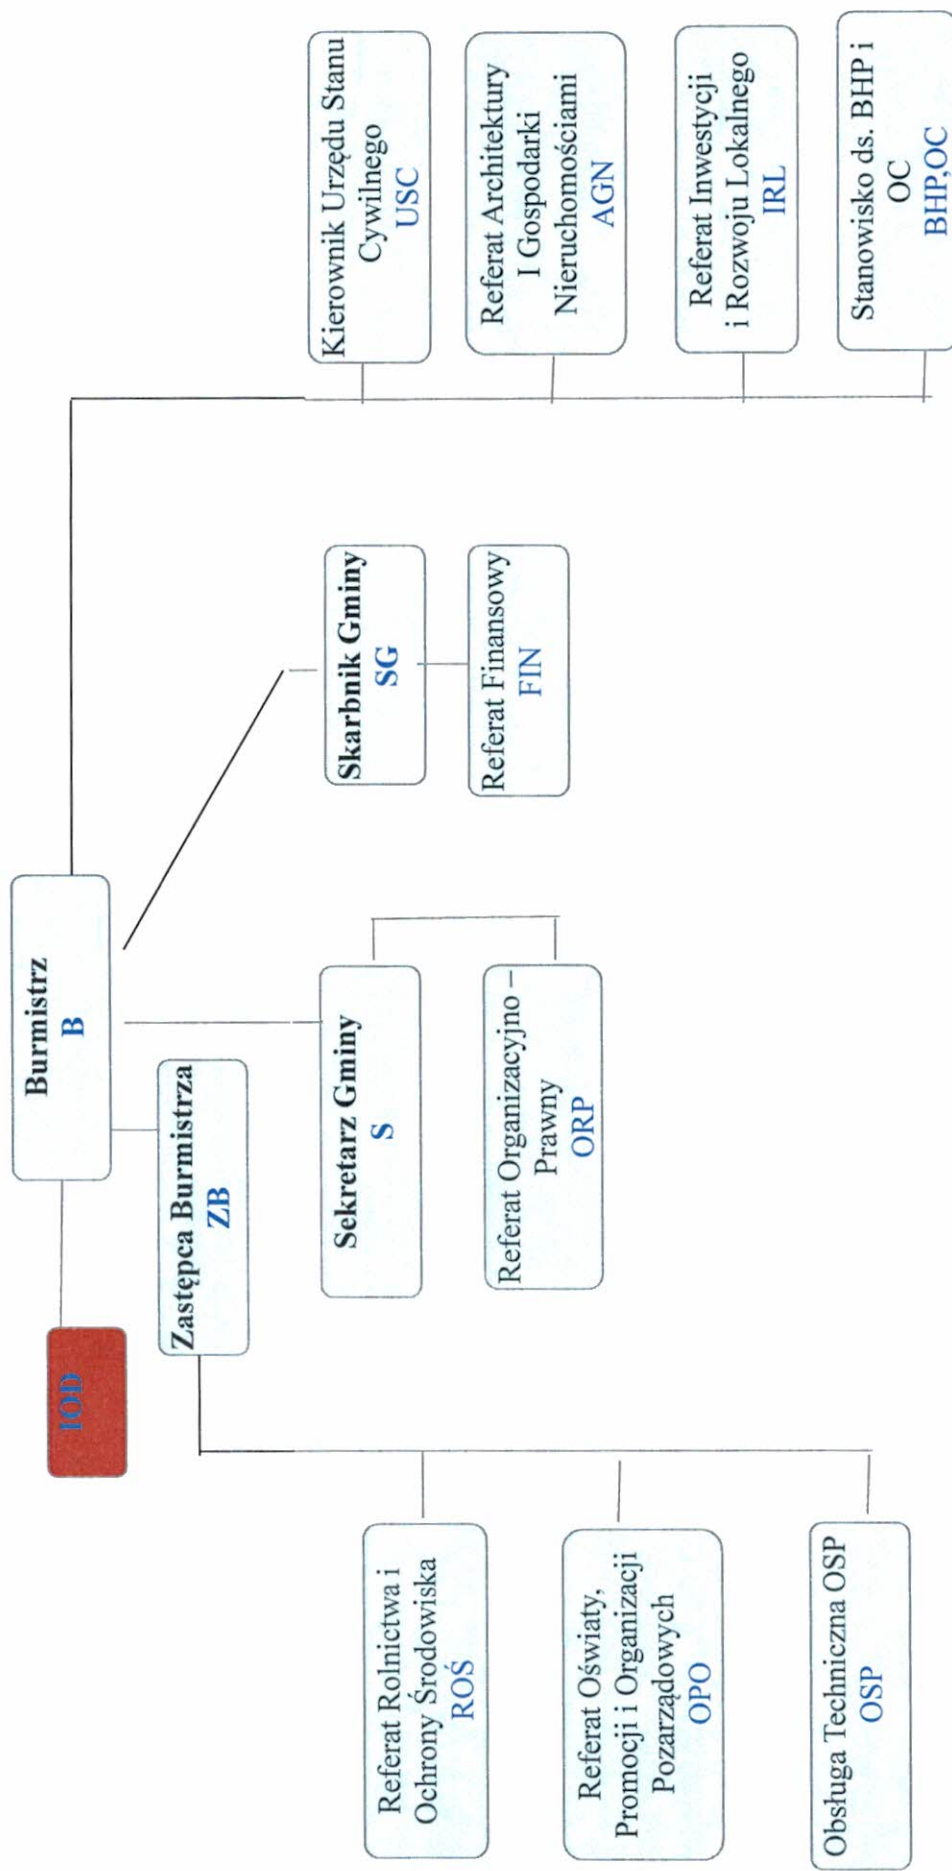 Burmistrz
B
IOD
Zastępca Burmistrza
ZB
Sekretarz Gminy
S
Referat Organizacyjno –
Prawny
ORP
Skarbnik Gminy
SG
Referat Finansowy
FIN
Referat Rolnictwa i
Ochrony Środowiska
ROŚ
Referat Oświaty,
Promocji i Organizacji
Pozarządowych
OPO
Obsługa Techniczna OSP
OSP
Kierownik Urzędu Stanu
Cywilnego
USC
Referat Architektury
I Gospodarki
Nieruchomościami
AGN
Referat Inwestycji
i Rozwoju Lokalnego
IRL
Stanowisko ds. BHP i
OC
BHP,OC